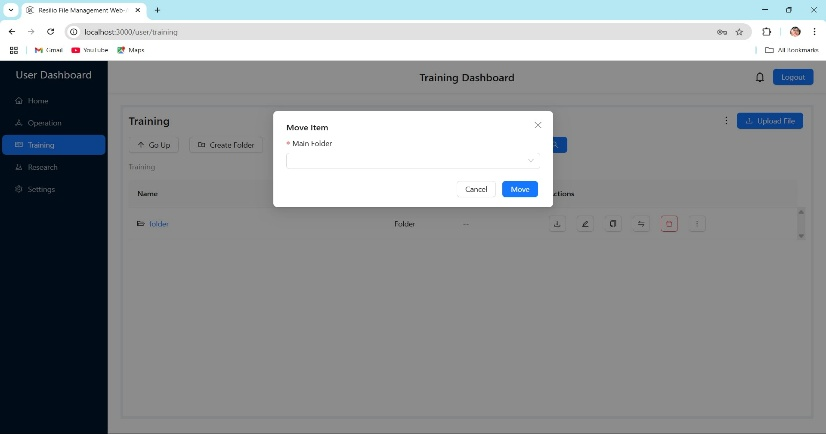 Resilio File Management Web-
localhost:3000/user/training
Gmail
YouTube
Maps
All Bookmarks
User Dashboard
Training Dashboard
Logout
Home
Operation
Training
Research
Settings
Training
Upload File
Go Up
Create Folder
Training
Name
folder
Folder
--
Move Item
* Main Folder
Cancel
Move